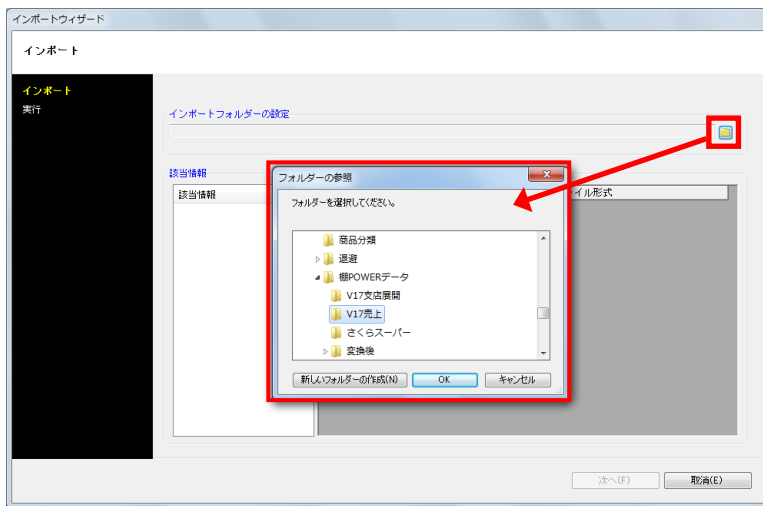 インポートウィザード
インポート
インポート
実行
インポートフォルダーの設定
該当情報
該当情報
イル形式
フォルダーの参照
フォルダーを選択してください。
商品分類
退避
棚POWERデータ
V17支店展開
V17売上
さくらスーパー
変換後
新しいフォルダーの作成(N)
OK
キャンセル
次へ(F)
取消(E)